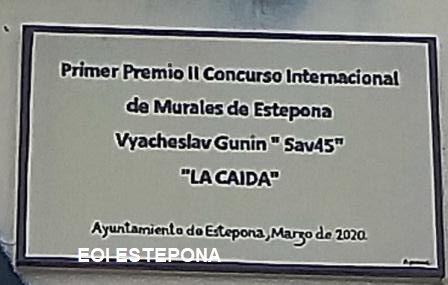 Primer Premio II Concurso Internacional
de Murales de Estepona
Vyacheslav Gunin " Sav45"
"LA CAIDA"
Ayuntamiento de Estepona, Marzo de 2020.
EOI ESTEPONA